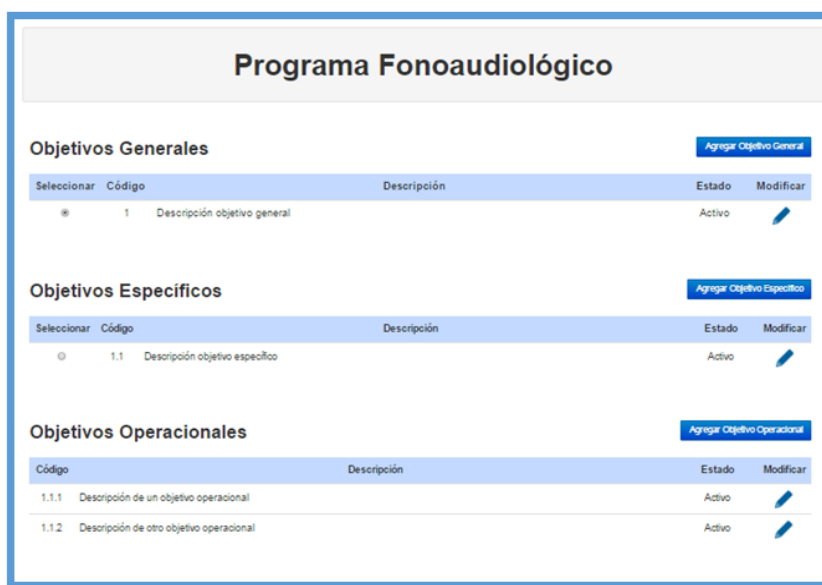 Programa Fonoaudiológico
Objetivos Generales
Agregar Objetivo General
Seleccionar Código Descripción Estado Modificar
1 Descripción objetivo general Activo
Objetivos Específicos
Agregar Objetivo Específico
Seleccionar Código Descripción Estado Modificar
1.1 Descripción objetivo específico Activo
Objetivos Operacionales
Agregar Objetivo Operacional
Código Descripción Estado Modificar
1.1.1 Descripción de un objetivo operacional Activo
1.1.2 Descripción de otro objetivo operacional Activo